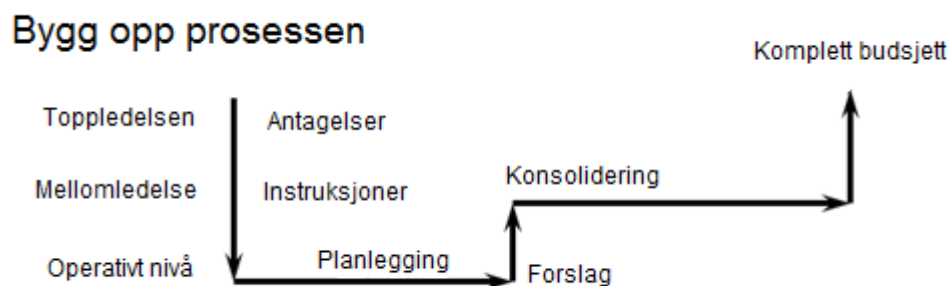 Bygg opp prosessen
Komplett budsjett
Toppledelsen
Antagelser
Mellomledelse
Instruksjoner
Konsolidering
Operativt nivå
Planlegging
Forslag